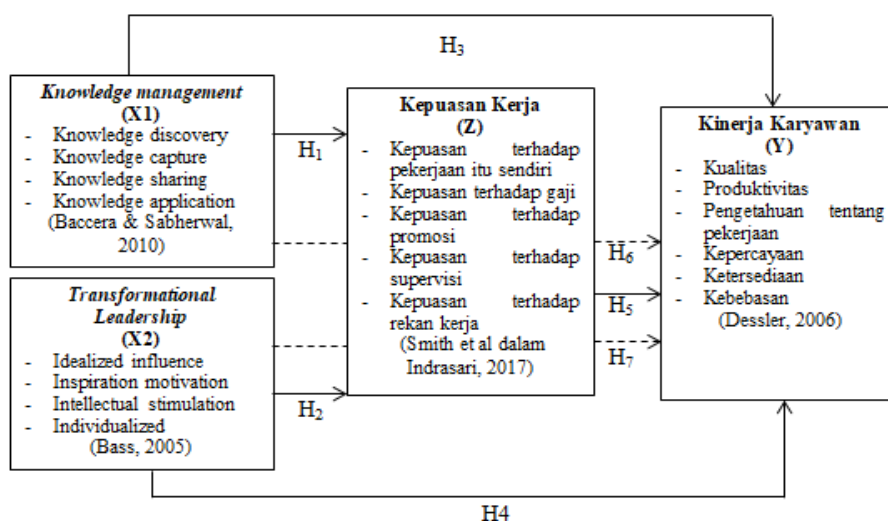 H3
Knowledge management
(X1)
- Knowledge discovery
- Knowledge capture
- Knowledge sharing
- Knowledge application
(Baccera & Sabherwal,
2010)
H1
Transformational
Leadership
(X2)
- Idealized influence
- Inspiration motivation
- Intellectual stimulation
- Individualized
(Bass, 2005)
H2
Kepuasan Kerja
(Z)
- Kepuasan terhadap
pekerjaan itu sendiri
- Kepuasan terhadap gaji
- Kepuasan terhadap
promosi
- Kepuasan terhadap
supervisi
- Kepuasan terhadap
rekan kerja
(Smith et al dalam
Indrasari, 2017)
H6
H5
H7
Kinerja Karyawan
(Y)
- Kualitas
- Produktivitas
- Pengetahuan tentang
pekerjaan
- Kepercayaan
- Ketersediaan
- Kebebasan
(Dessler, 2006)
H4